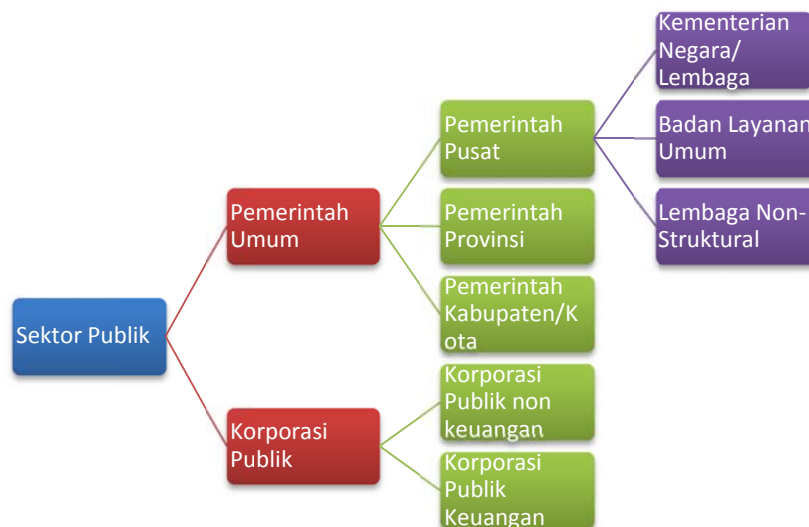 Kementerian
Negara/
Lembaga
Pemerintah
Pusat
Badan Layanan
Umum
Pemerintah
Umum
Pemerintah
Provinsi
Lembaga Non-
Struktural
Pemerintah
Kabupaten/K
ota
Sektor Publik
Korporasi
Publik
Korporasi
Publik non
keuangan
Korporasi
Publik
Keuangan